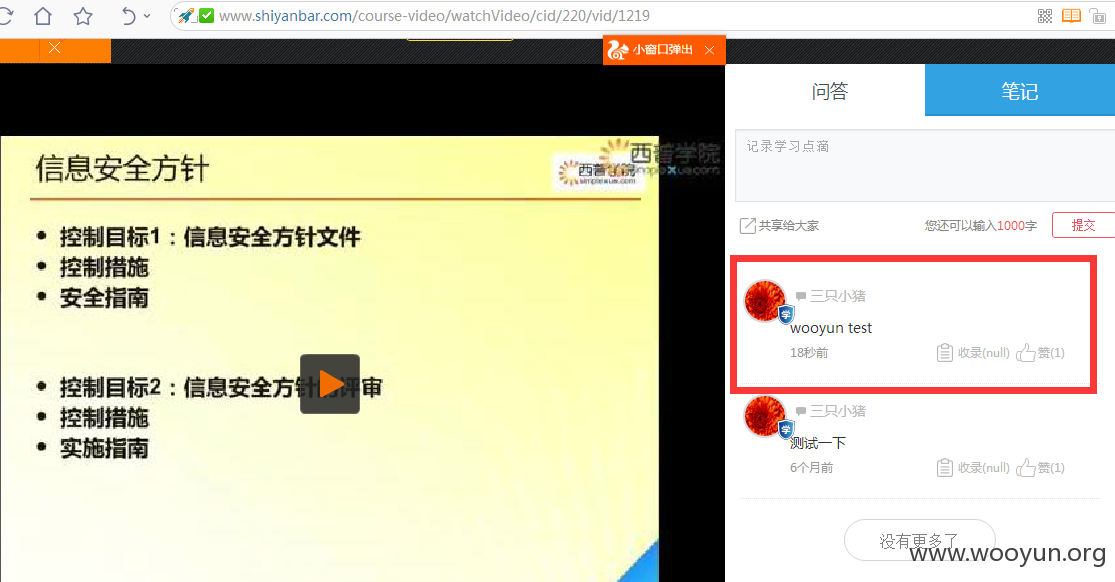 www.shiyanbar.com/course-video/watchVideo/cid/220/vid/1219
小窗口弹出
信息安全方针
西普学院
simplexue.com
西普学院
控制目标1：信息安全方针文件
控制措施
安全指南
控制目标2：信息安全方针的评审
控制措施
实施指南
问答
笔记
记录学习点滴
共享给大家
您还可以输入1000字
提交
三只小猪
学
wooyun test
18秒前
收录(null)
赞(1)
三只小猪
学
测试一下
6个月前
收录(null)
赞(1)
没有更多了
www.wooyun.org